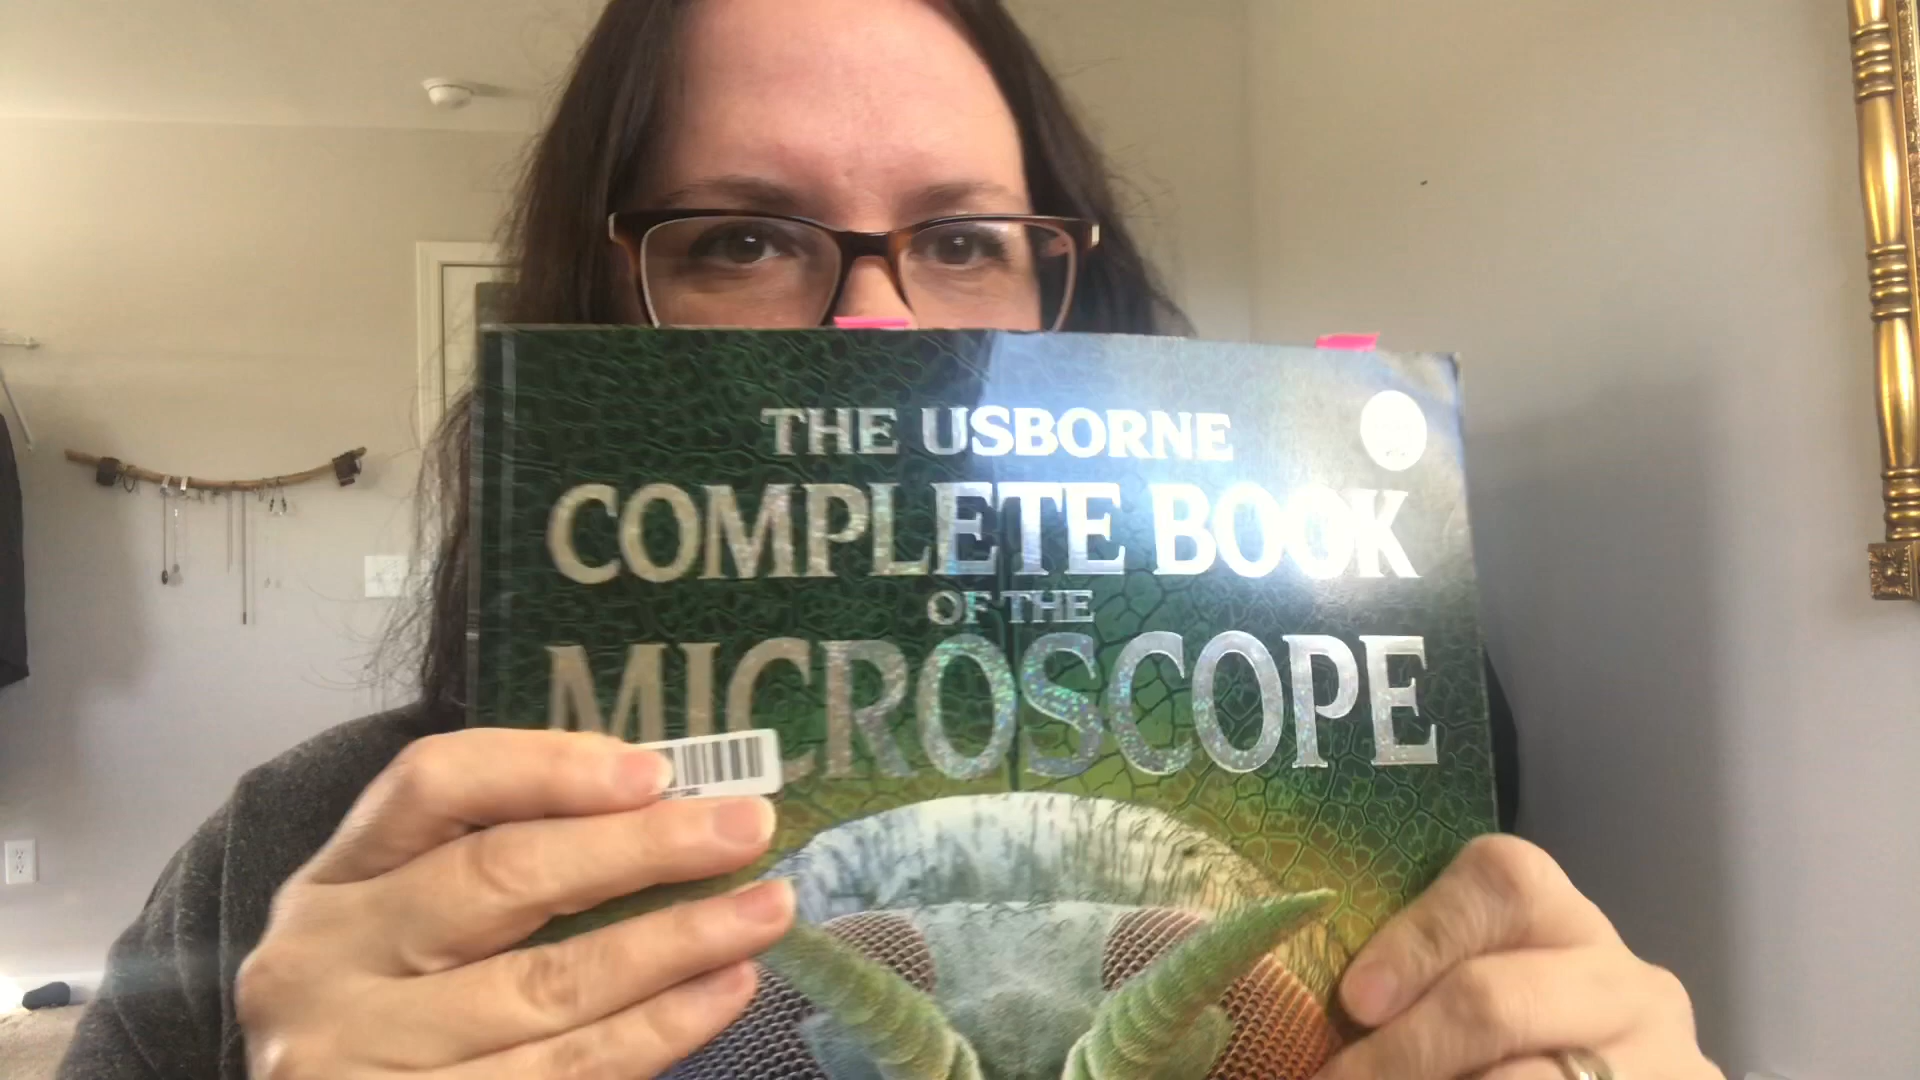 THE USBORNE
COMPLETE BOOK
OF THE
MICROSCOPE